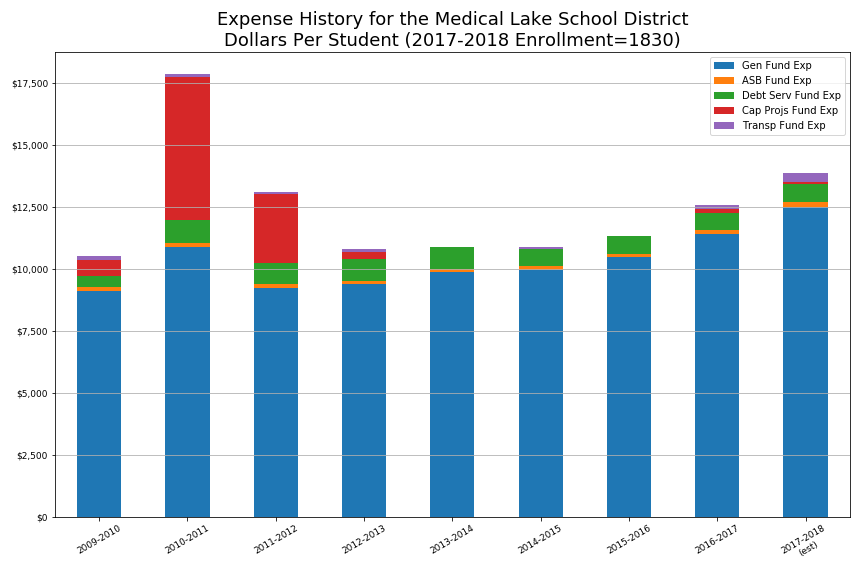 Expense History for the Medical Lake School District
Dollars Per Student (2017-2018 Enrollment=1830)
Gen Fund Exp
ASB Fund Exp
Debt Serv Fund Exp
Cap Projs Fund Exp
Transp Fund Exp
$17,500
$15,000
$12,500
$10,000
$7,500
$5,000
$2,500
$0
2009-2010
2010-2011
2011-2012
2012-2013
2013-2014
2014-2015
2015-2016
2016-2017
2017-2018
(est)